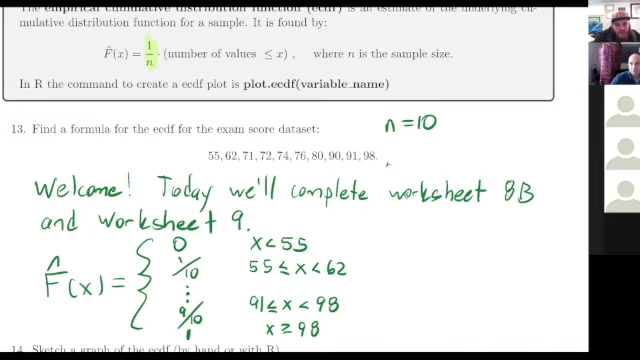 The empirical cumulative distribution function (ecdf) is an estimate of the underlying cu-
mulative distribution function for a sample. It is found by:
F̂(x) = 1/n · (number of values ≤ x) , where n is the sample size.
In R the command to create a ecdf plot is plot.ecdf(variable_name)
13. Find a formula for the ecdf for the exam score dataset:
n = 10
55, 62, 71, 72, 74, 76, 80, 90, 91, 98.
Welcome! Today we'll complete worksheet 8B
and worksheet 9.
F̂(x) = { 0 x < 55
1/10 55 ≤ x < 62
⋮
9/10 91 ≤ x < 98
1 x ≥ 98
14. Sketch a graph of the ecdf (by hand or with R)